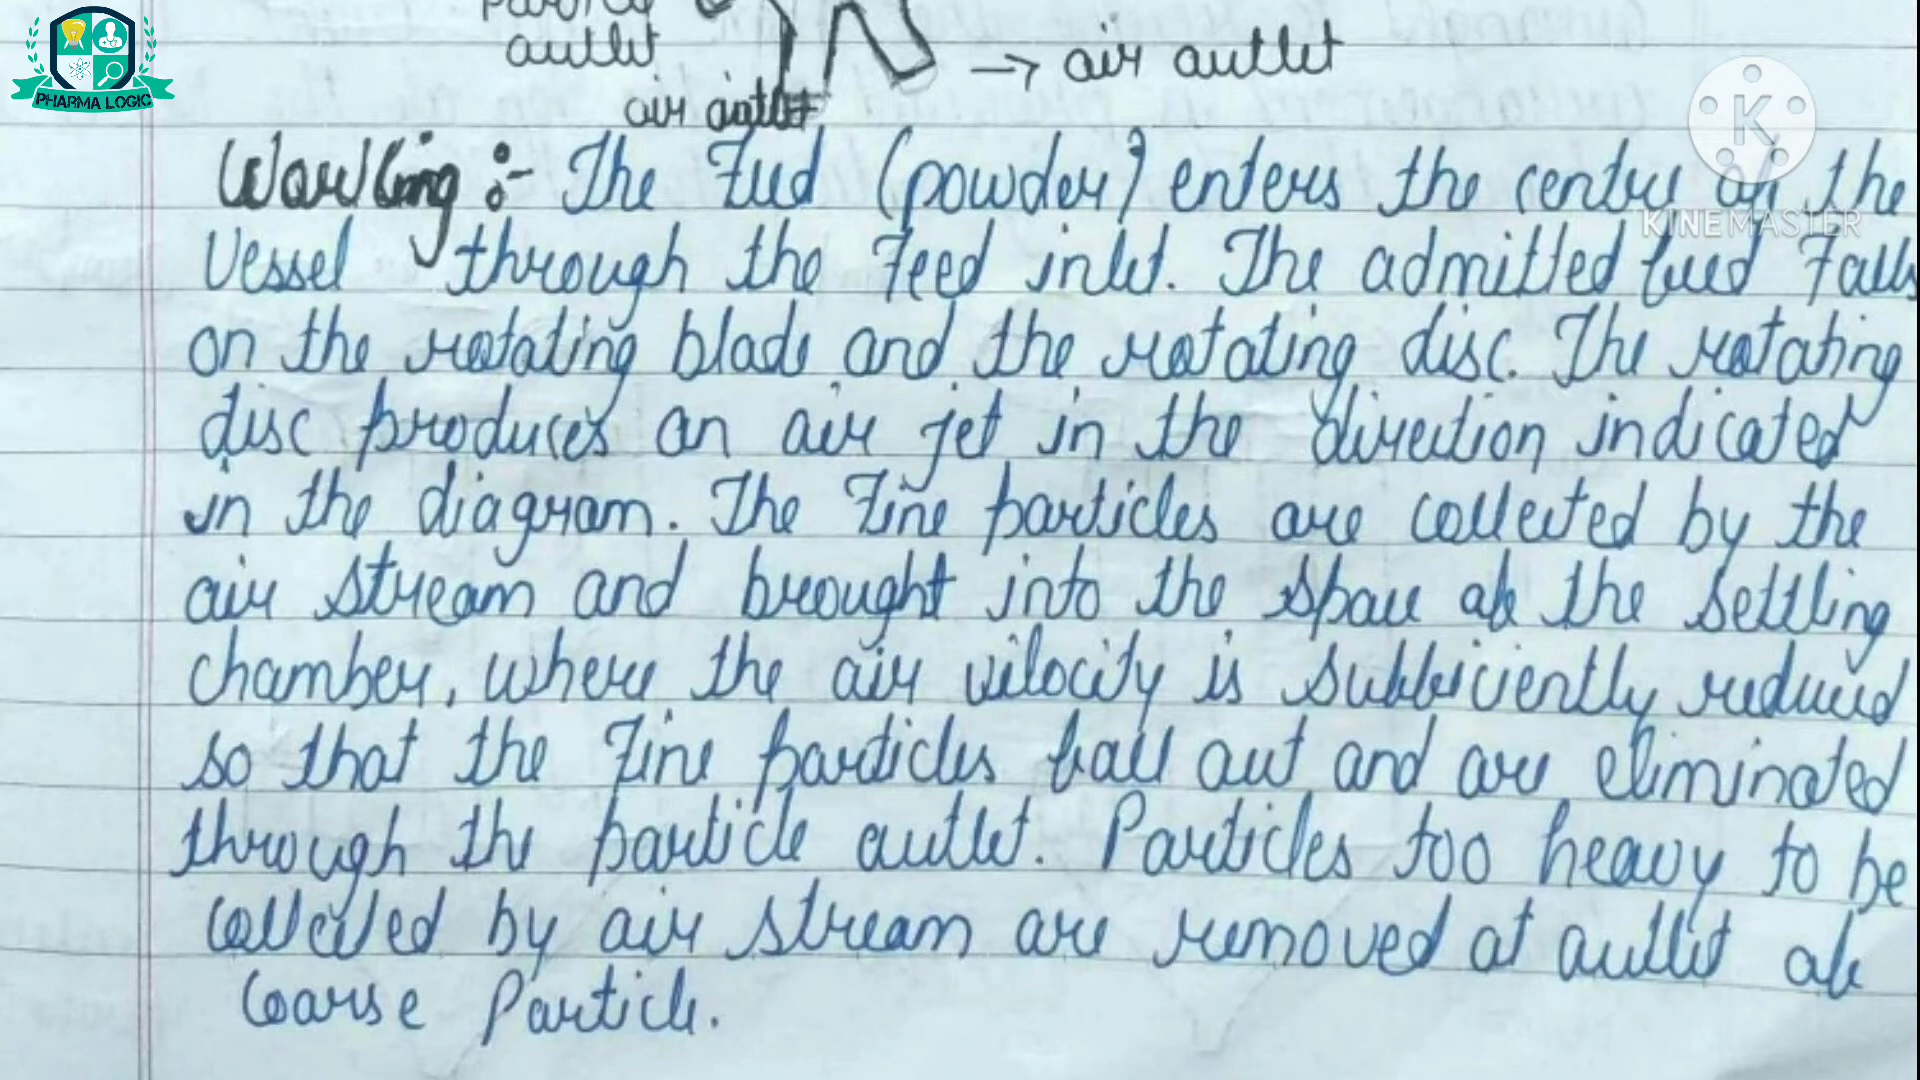 outlet
→ air outlet
air outlet
PHARMA LOGIC
K
KINEMASTER
Working :- The Feed (powder) enters the centre of the
Vessel through the Feed inlet. The admitted feed Falls
on the rotating blade and the rotating disc. The rotating
disc produces an air jet in the direction indicated
in the diagram. The Fine particles are collected by the
air stream and brought into the space of the settling
chamber, where the air velocity is sufficiently reduced
so that the Fine particles fall out and are eliminated
through the particle outlet. Particles too heavy to be
collected by air stream are removed at outlet of
Coarse Particle.